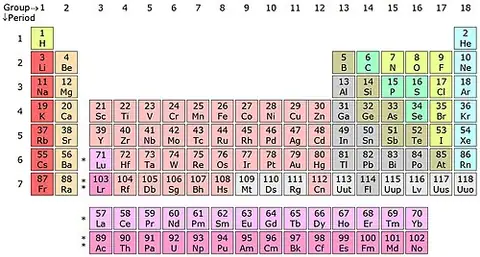 Group→ 1 2 3 4 5 6 7 8 9 10 11 12 13 14 15 16 17 18
↓Period
1 1 2
H He
2 3 4 5 6 7 8 9 10
Li Be B C N O F Ne
3 11 12 13 14 15 16 17 18
Na Mg Al Si P S Cl Ar
4 19 20 21 22 23 24 25 26 27 28 29 30 31 32 33 34 35 36
K Ca Sc Ti V Cr Mn Fe Co Ni Cu Zn Ga Ge As Se Br Kr
5 37 38 39 40 41 42 43 44 45 46 47 48 49 50 51 52 53 54
Rb Sr Y Zr Nb Mo Tc Ru Rh Pd Ag Cd In Sn Sb Te I Xe
6 55 56 * 71 72 73 74 75 76 77 78 79 80 81 82 83 84 85 86
Cs Ba Lu Hf Ta W Re Os Ir Pt Au Hg Tl Pb Bi Po At Rn
7 87 88 * * 103 104 105 106 107 108 109 110 111 112 113 114 115 116 117 118
Fr Ra Lr Rf Db Sg Bh Hs Mt Ds Rg Cn Uut Fl Uup Lv Uus Uuo
* 57 58 59 60 61 62 63 64 65 66 67 68 69 70
La Ce Pr Nd Pm Sm Eu Gd Tb Dy Ho Er Tm Yb
* * 89 90 91 92 93 94 95 96 97 98 99 100 101 102
Ac Th Pa U Np Pu Am Cm Bk Cf Es Fm Md No